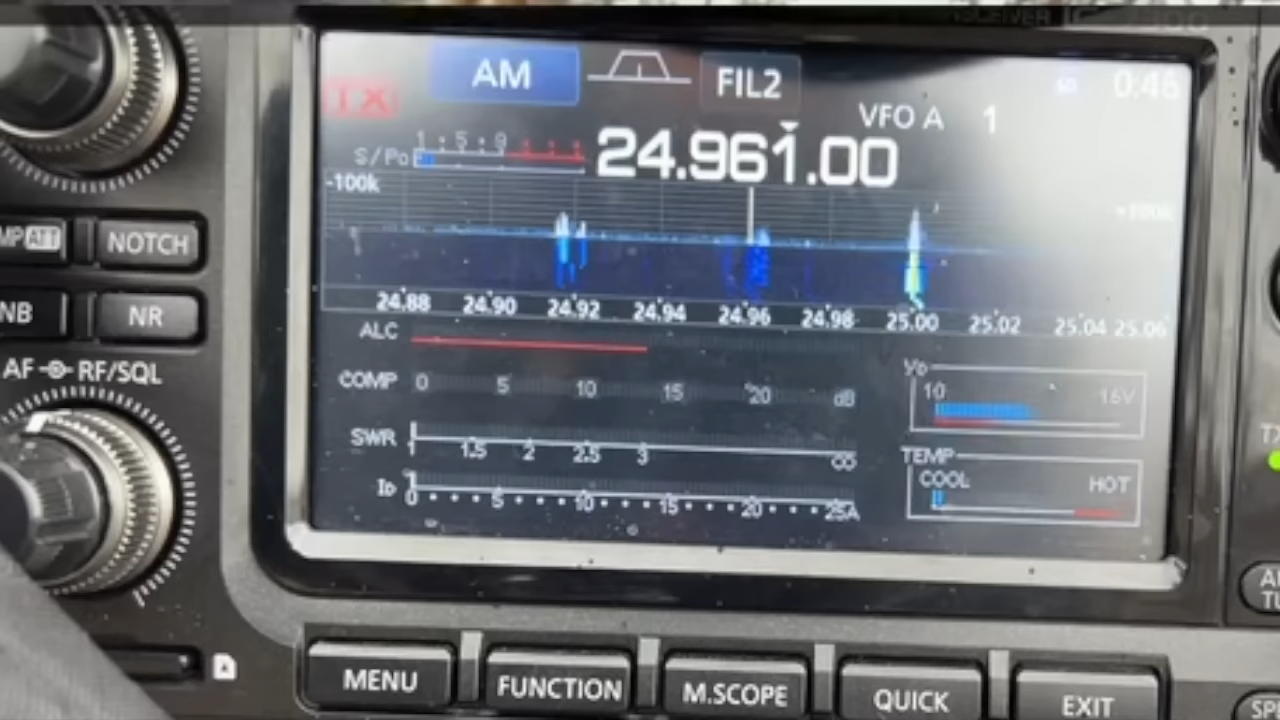 AM FIL2 0:46
TX
VFO A 1
S/Po 1 5 9
24.961.00
-100k +100k
24.88 24.90 24.92 24.94 24.96 24.98 25.00 25.02 25.04 25.06
ALC
COMP 0 5 10 15 20 dB
SWR 1 1.5 2 2.5 3 ∞
ID 0 5 10 15 20 25A
VD
10 16V
TEMP
COOL HOT
ATT
NOTCH
NB
NR
AF RF/SQL
MENU
FUNCTION
M.SCOPE
QUICK
EXIT